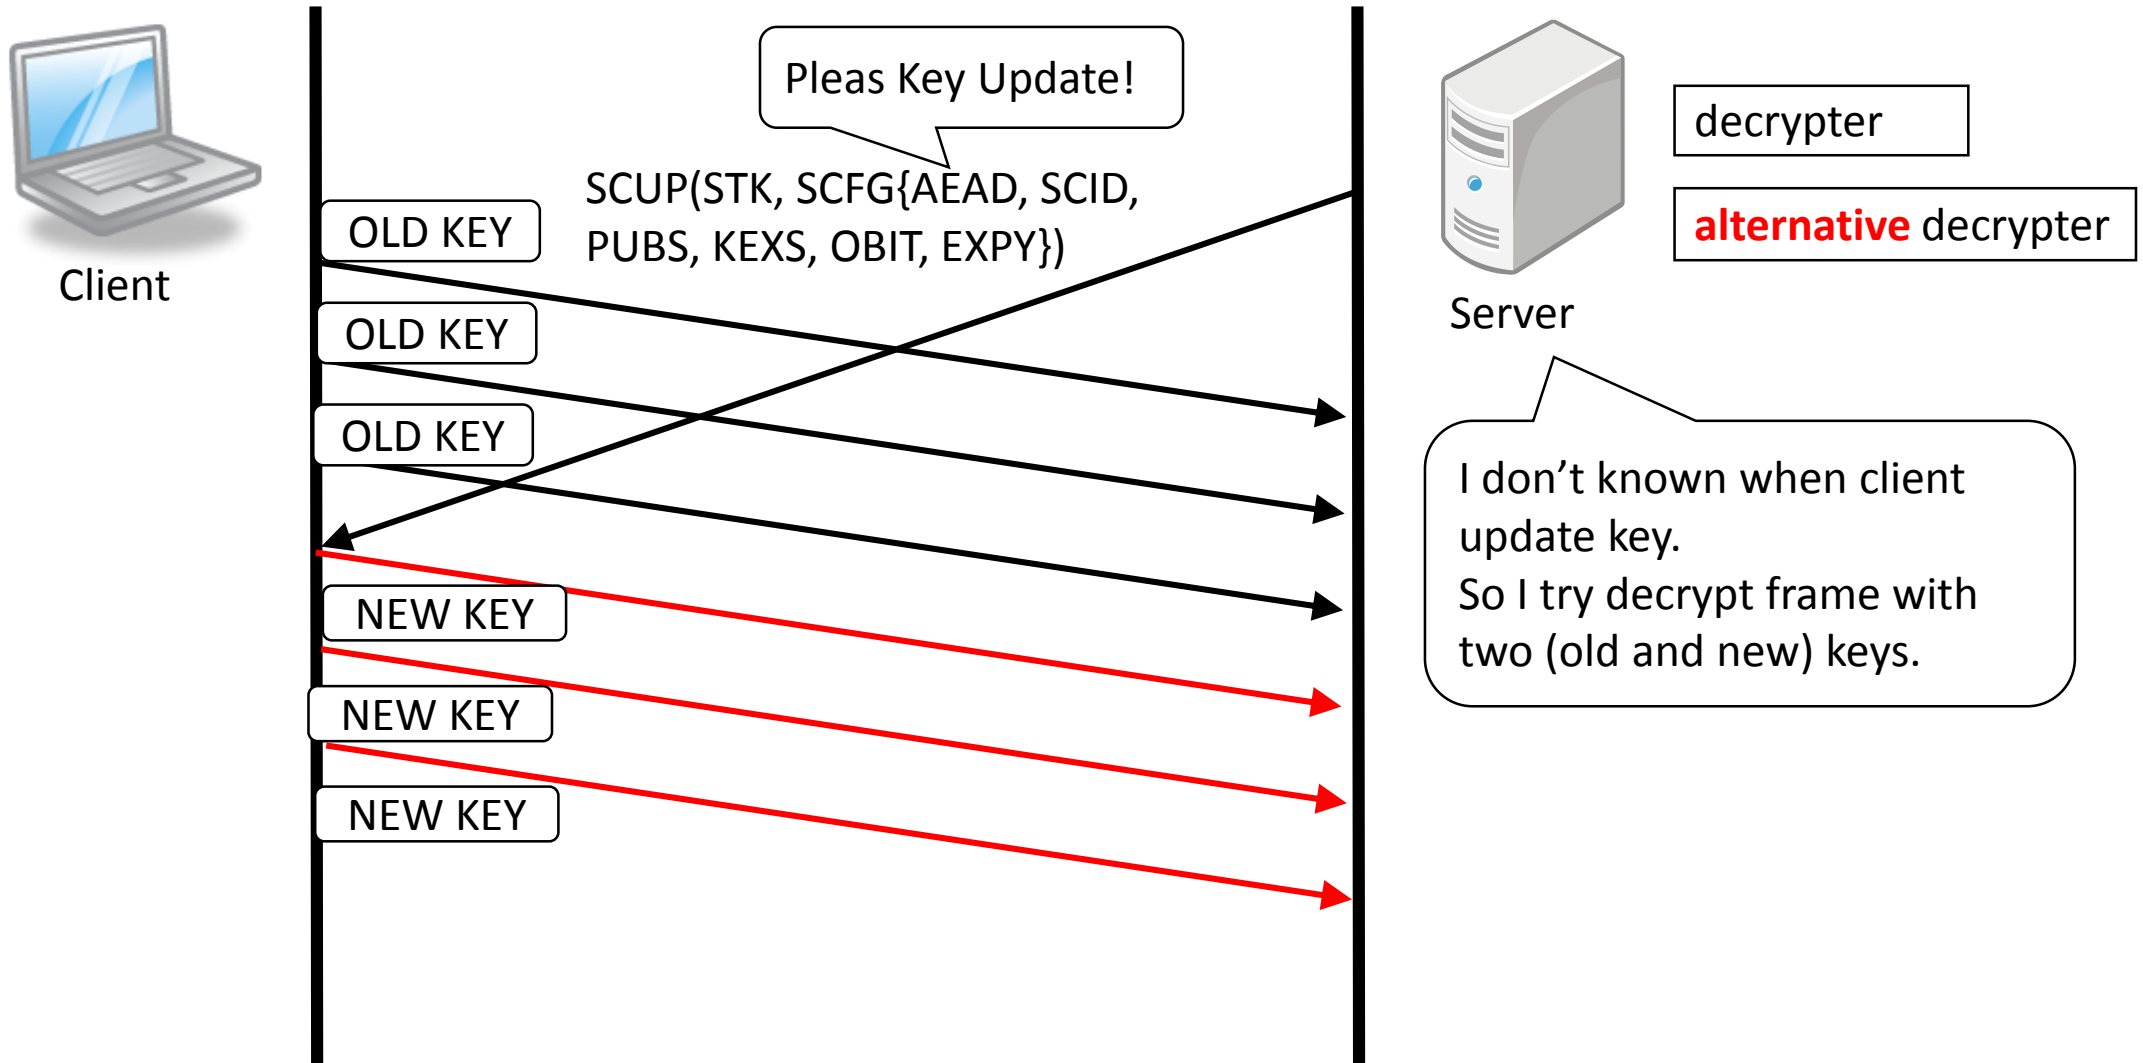 Pleas Key Update!
decrypter
alternative decrypter
SCUP(STK, SCFG{AEAD, SCID,
PUBS, KEXS, OBIT, EXPY})
OLD KEY
Client
OLD KEY
Server
OLD KEY
I don’t known when client
update key.
So I try decrypt frame with
two (old and new) keys.
NEW KEY
NEW KEY
NEW KEY